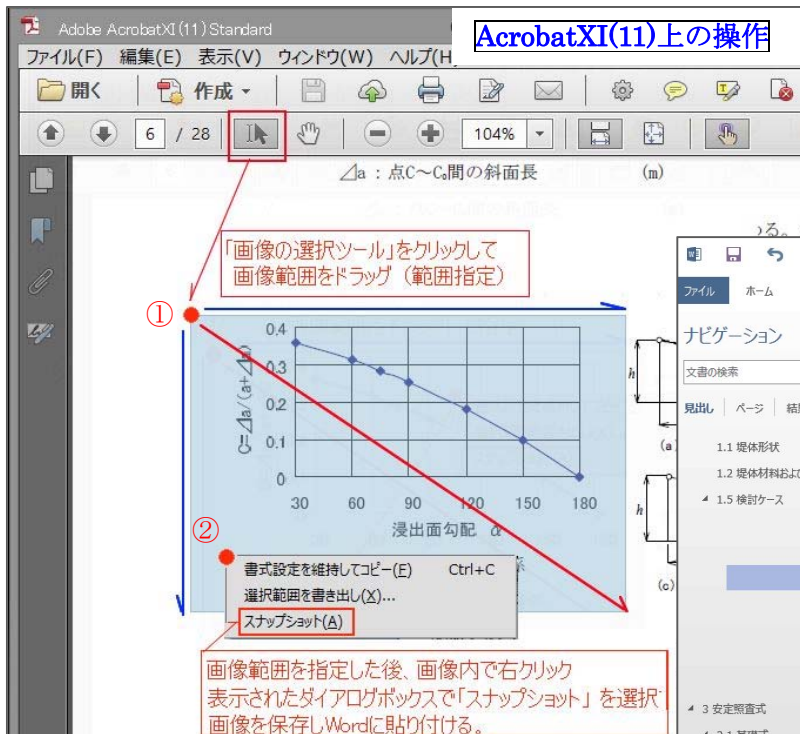 Adobe AcrobatXI(11) Standard
AcrobatXI(11)上の操作
ファイル(F) 編集(E) 表示(V) ウィンドウ(W) ヘルプ(H
開く 作成
6 / 28 104%
⊿a : 点C～C₀間の斜面長 (m)
る。
「画像の選択ツール」をクリックして
画像範囲をドラッグ（範囲指定）
①
0.4
0.3
0.2
0.1
0
C=⊿a/(a+⊿a)
30 60 90 120 150 180
浸出面勾配 α
②
書式設定を維持してコピー(F) Ctrl+C
選択範囲を書き出し(X)...
スナップショット(A)
画像範囲を指定した後、画像内で右クリック
表示されたダイアログボックスで「スナップショット」を選択
画像を保存しWordに貼り付ける。
h
(a
h
(c)
ファイル ホーム
ナビゲーション
文書の検索
見出し ページ 結
1.1 堤体形状
1.2 堤体材料およ
1.5 検討ケース
3 安定照査式